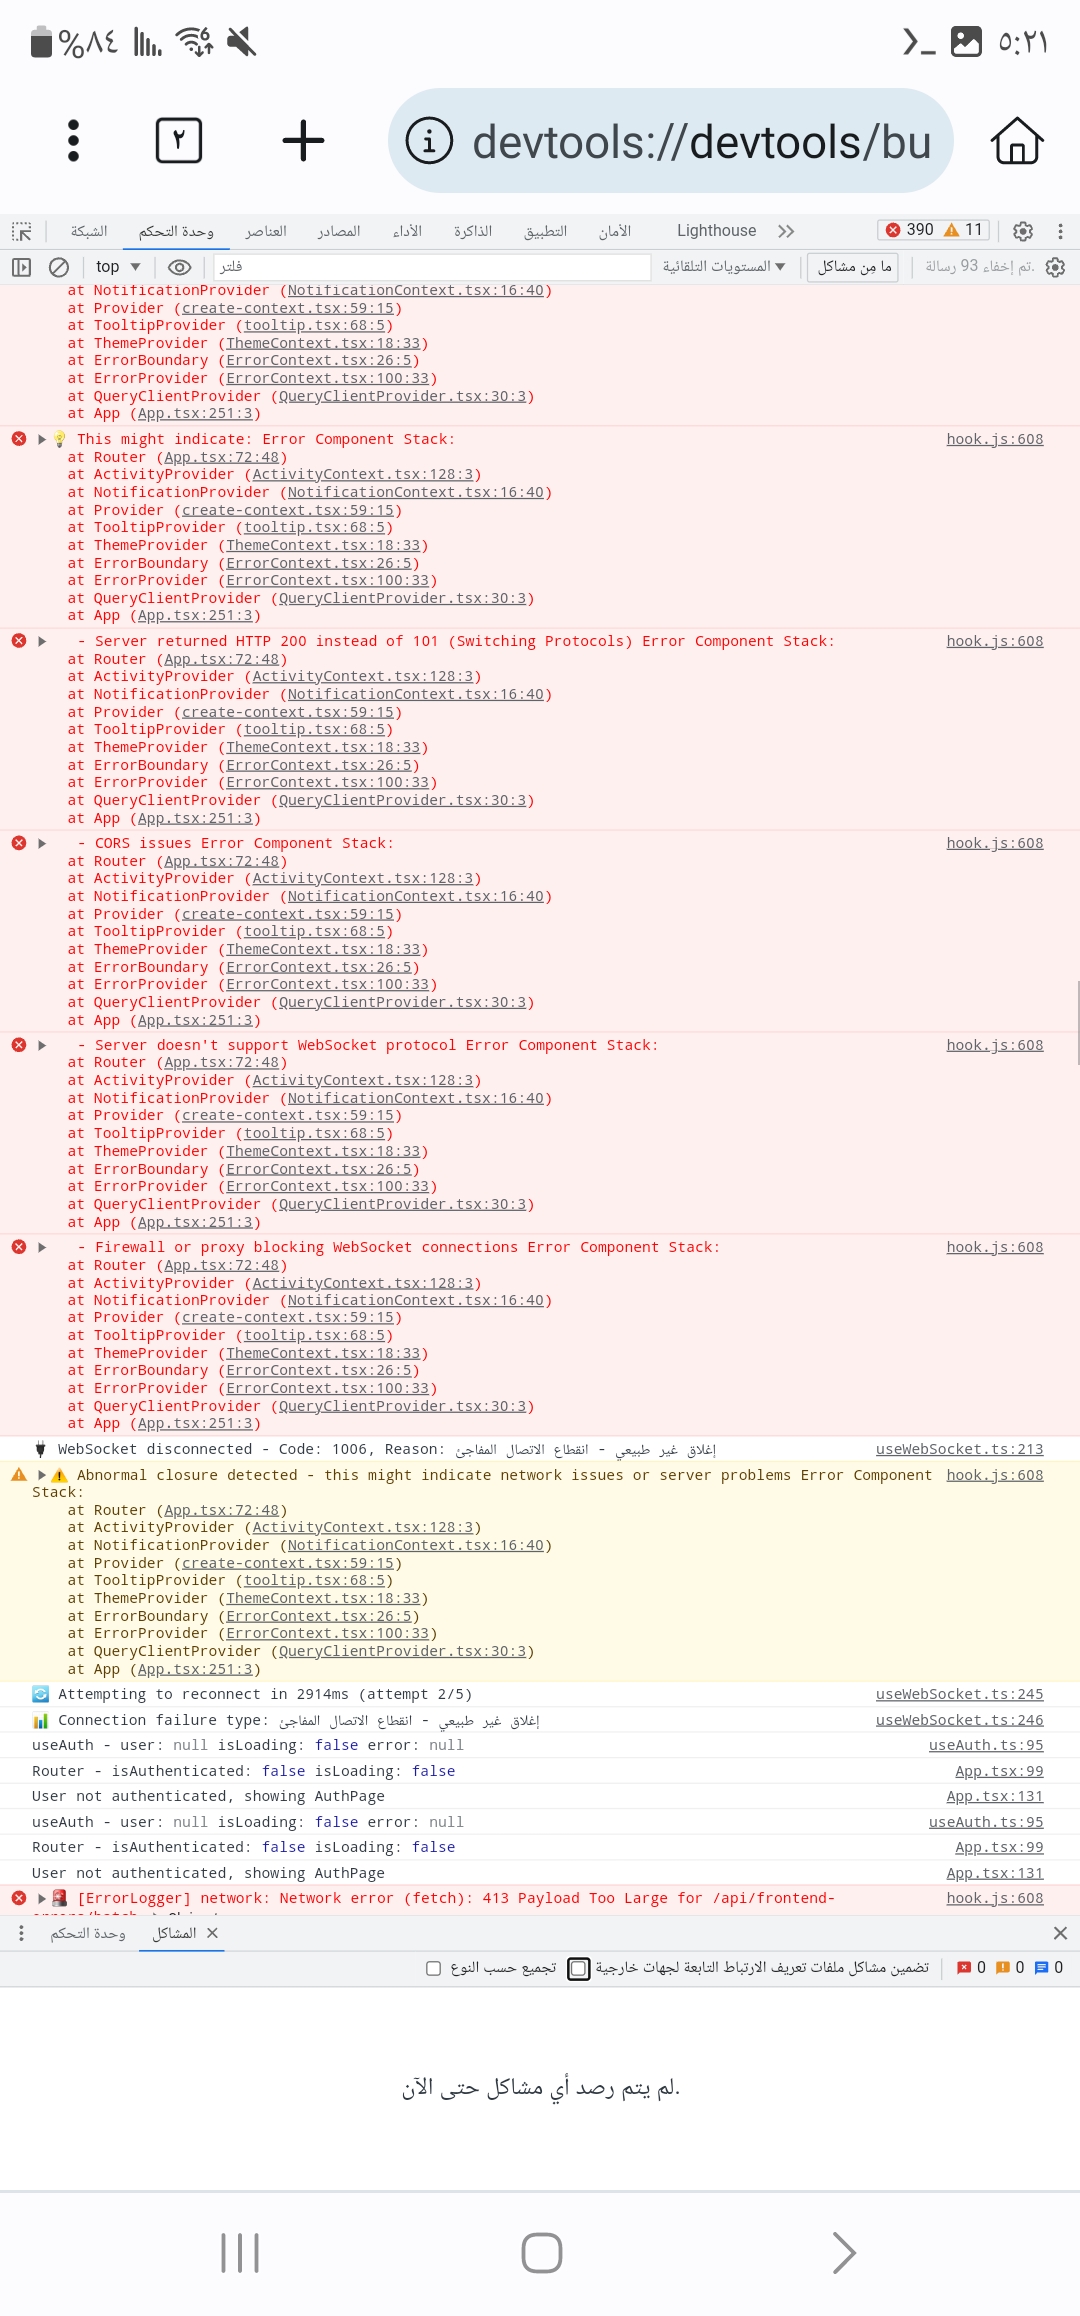 %٨٤ ٥:٢١
٢ devtools://devtools/bu
الشبكة وحدة التحكم العناصر المصادر الأداء الذاكرة التطبيق الأمان Lighthouse 390 11
top فلتر المستويات التلقائية ما مِن مشاكل تم إخفاء 93 رسالة.
at NotificationProvider (NotificationContext.tsx:16:40)
at Provider (create-context.tsx:59:15)
at TooltipProvider (tooltip.tsx:68:5)
at ThemeProvider (ThemeContext.tsx:18:33)
at ErrorBoundary (ErrorContext.tsx:26:5)
at ErrorProvider (ErrorContext.tsx:100:33)
at QueryClientProvider (QueryClientProvider.tsx:30:3)
at App (App.tsx:251:3)
💡 This might indicate: Error Component Stack: hook.js:608
at Router (App.tsx:72:48)
at ActivityProvider (ActivityContext.tsx:128:3)
at NotificationProvider (NotificationContext.tsx:16:40)
at Provider (create-context.tsx:59:15)
at TooltipProvider (tooltip.tsx:68:5)
at ThemeProvider (ThemeContext.tsx:18:33)
at ErrorBoundary (ErrorContext.tsx:26:5)
at ErrorProvider (ErrorContext.tsx:100:33)
at QueryClientProvider (QueryClientProvider.tsx:30:3)
at App (App.tsx:251:3)
- Server returned HTTP 200 instead of 101 (Switching Protocols) Error Component Stack: hook.js:608
at Router (App.tsx:72:48)
at ActivityProvider (ActivityContext.tsx:128:3)
at NotificationProvider (NotificationContext.tsx:16:40)
at Provider (create-context.tsx:59:15)
at TooltipProvider (tooltip.tsx:68:5)
at ThemeProvider (ThemeContext.tsx:18:33)
at ErrorBoundary (ErrorContext.tsx:26:5)
at ErrorProvider (ErrorContext.tsx:100:33)
at QueryClientProvider (QueryClientProvider.tsx:30:3)
at App (App.tsx:251:3)
- CORS issues Error Component Stack: hook.js:608
at Router (App.tsx:72:48)
at ActivityProvider (ActivityContext.tsx:128:3)
at NotificationProvider (NotificationContext.tsx:16:40)
at Provider (create-context.tsx:59:15)
at TooltipProvider (tooltip.tsx:68:5)
at ThemeProvider (ThemeContext.tsx:18:33)
at ErrorBoundary (ErrorContext.tsx:26:5)
at ErrorProvider (ErrorContext.tsx:100:33)
at QueryClientProvider (QueryClientProvider.tsx:30:3)
at App (App.tsx:251:3)
- Server doesn't support WebSocket protocol Error Component Stack: hook.js:608
at Router (App.tsx:72:48)
at ActivityProvider (ActivityContext.tsx:128:3)
at NotificationProvider (NotificationContext.tsx:16:40)
at Provider (create-context.tsx:59:15)
at TooltipProvider (tooltip.tsx:68:5)
at ThemeProvider (ThemeContext.tsx:18:33)
at ErrorBoundary (ErrorContext.tsx:26:5)
at ErrorProvider (ErrorContext.tsx:100:33)
at QueryClientProvider (QueryClientProvider.tsx:30:3)
at App (App.tsx:251:3)
- Firewall or proxy blocking WebSocket connections Error Component Stack: hook.js:608
at Router (App.tsx:72:48)
at ActivityProvider (ActivityContext.tsx:128:3)
at NotificationProvider (NotificationContext.tsx:16:40)
at Provider (create-context.tsx:59:15)
at TooltipProvider (tooltip.tsx:68:5)
at ThemeProvider (ThemeContext.tsx:18:33)
at ErrorBoundary (ErrorContext.tsx:26:5)
at ErrorProvider (ErrorContext.tsx:100:33)
at QueryClientProvider (QueryClientProvider.tsx:30:3)
at App (App.tsx:251:3)
🔌 WebSocket disconnected - Code: 1006, Reason: إغلاق غير طبيعي - انقطاع الاتصال المفاجئ useWebSocket.ts:213
⚠️ Abnormal closure detected - this might indicate network issues or server problems Error Component hook.js:608
Stack:
at Router (App.tsx:72:48)
at ActivityProvider (ActivityContext.tsx:128:3)
at NotificationProvider (NotificationContext.tsx:16:40)
at Provider (create-context.tsx:59:15)
at TooltipProvider (tooltip.tsx:68:5)
at ThemeProvider (ThemeContext.tsx:18:33)
at ErrorBoundary (ErrorContext.tsx:26:5)
at ErrorProvider (ErrorContext.tsx:100:33)
at QueryClientProvider (QueryClientProvider.tsx:30:3)
at App (App.tsx:251:3)
🔄 Attempting to reconnect in 2914ms (attempt 2/5) useWebSocket.ts:245
📊 Connection failure type: إغلاق غير طبيعي - انقطاع الاتصال المفاجئ useWebSocket.ts:246
useAuth - user: null isLoading: false error: null useAuth.ts:95
Router - isAuthenticated: false isLoading: false App.tsx:99
User not authenticated, showing AuthPage App.tsx:131
useAuth - user: null isLoading: false error: null useAuth.ts:95
Router - isAuthenticated: false isLoading: false App.tsx:99
User not authenticated, showing AuthPage App.tsx:131
🚨 [ErrorLogger] network: Network error (fetch): 413 Payload Too Large for /api/frontend- hook.js:608
وحدة التحكم المشاكل
تجميع حسب النوع تضمين مشاكل ملفات تعريف الارتباط التابعة لجهات خارجية 0 0 0
لم يتم رصد أي مشاكل حتى الآن.